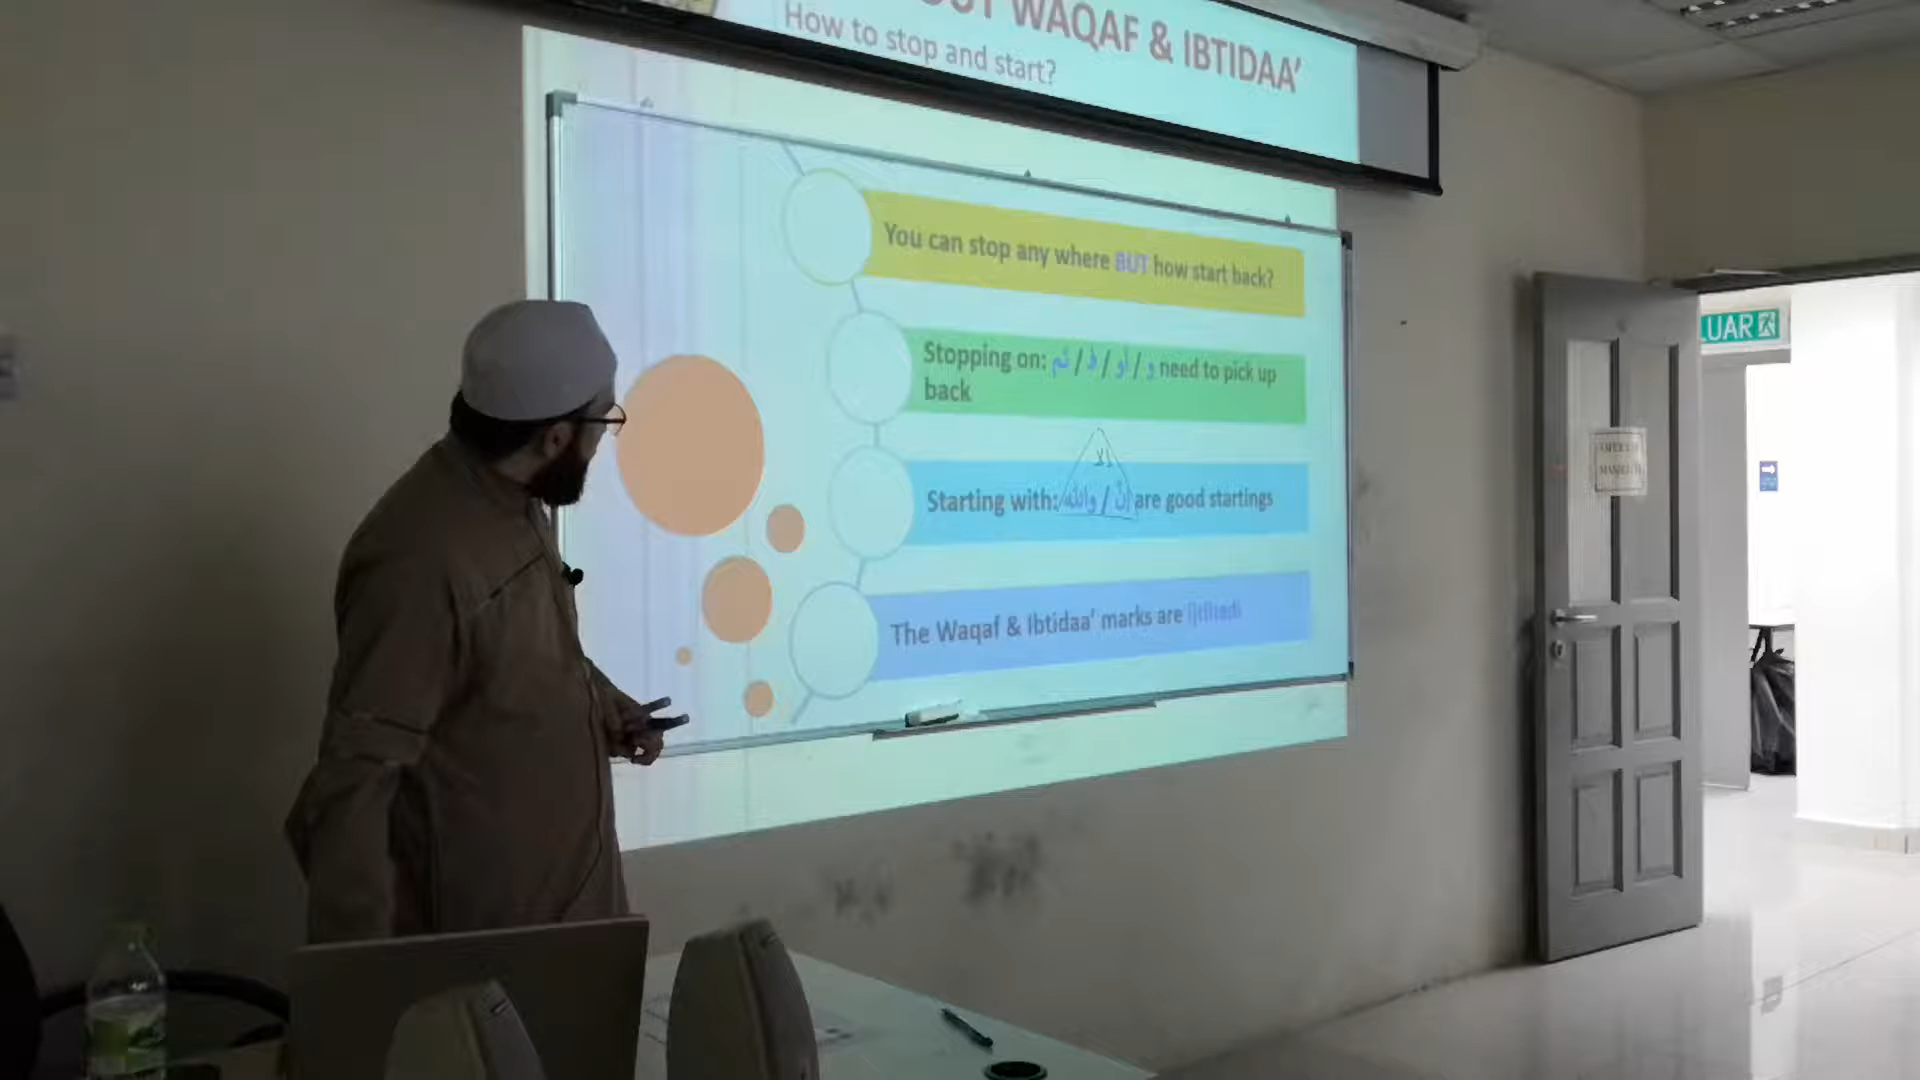 WAQAF & IBTIDAA'
How to stop and start?
You can stop any where BUT how start back?
Stopping on: و / أو / ف / ثم need to pick up
back
Starting with: إنّ / والله are good startings
The Waqaf & Ibtidaa' marks are ijtihadi
LUAR